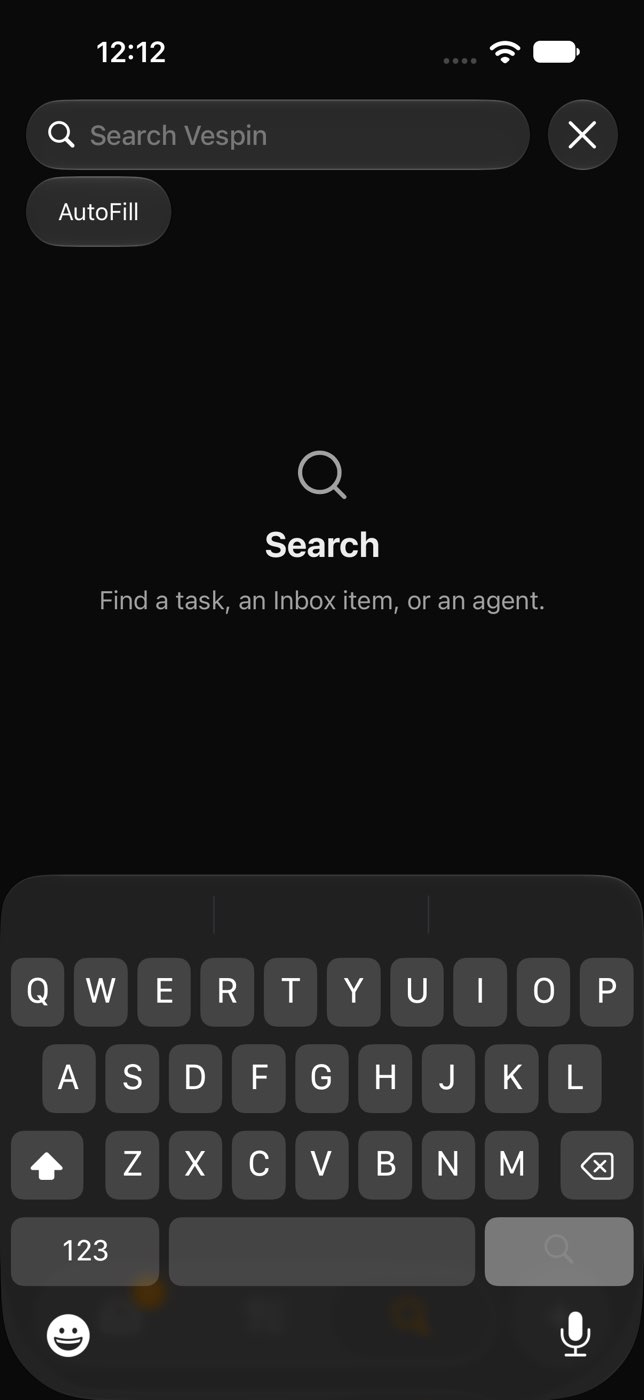 12:12
Search Vespin
AutoFill
Search
Find a task, an Inbox item, or an agent.
Q W E R T Y U I O P
A S D F G H J K L
Z X C V B N M
123